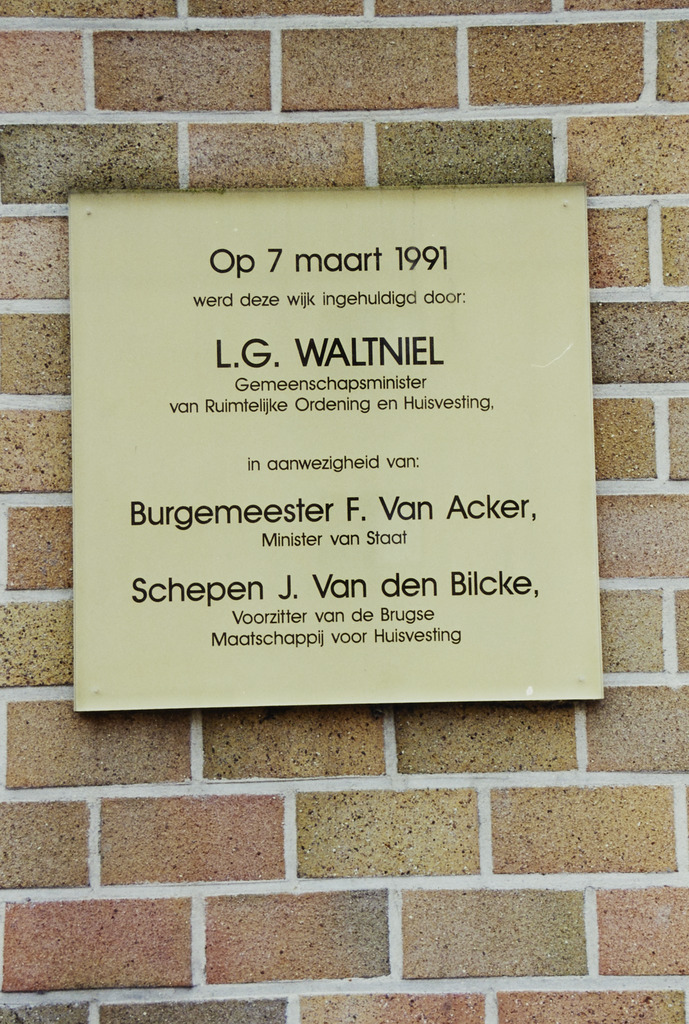 Op 7 maart 1991
werd deze wijk ingehuldigd door:
L.G. WALTNIEL
Gemeenschapsminister
van Ruimtelijke Ordening en Huisvesting,
in aanwezigheid van:
Burgemeester F. Van Acker,
Minister van Staat
Schepen J. Van den Bilcke,
Voorzitter van de Brugse
Maatschappij voor Huisvesting